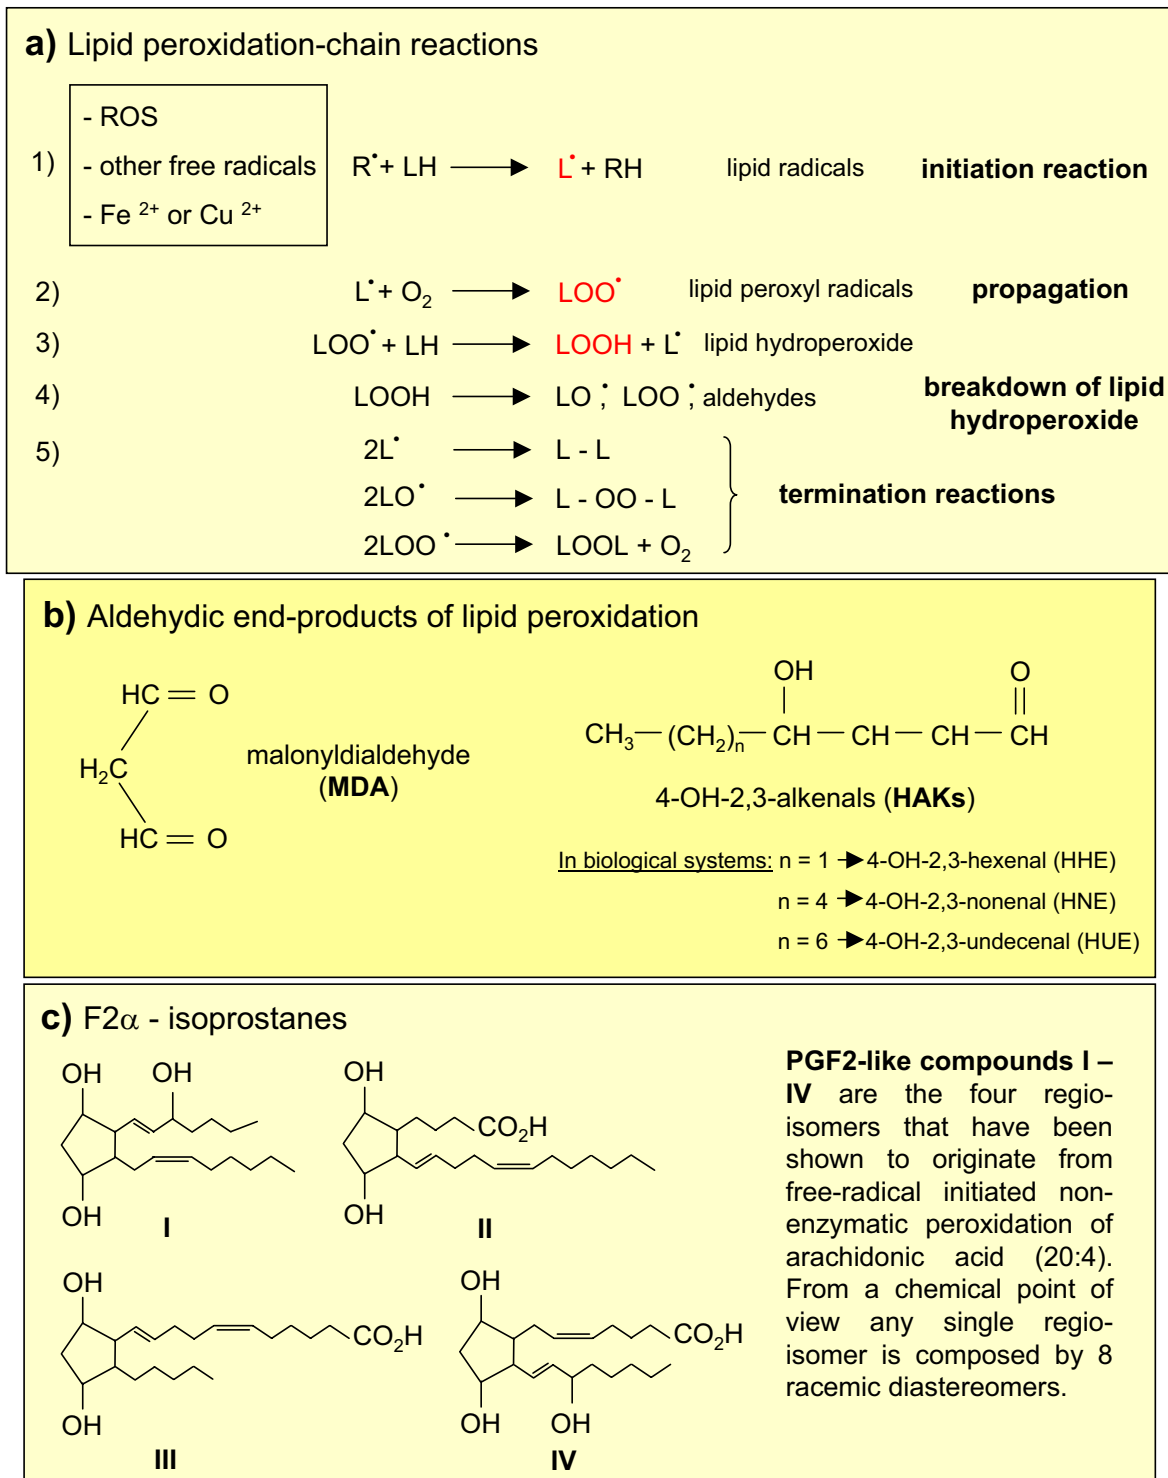 a) Lipid peroxidation-chain reactions
- ROS
- other free radicals
- Fe 2+ or Cu 2+
1) R• + LH → L• + RH lipid radicals initiation reaction
2) L• + O2 → LOO• lipid peroxyl radicals propagation
3) LOO• + LH → LOOH + L• lipid hydroperoxide
4) LOOH → LO•, LOO•, aldehydes breakdown of lipid
hydroperoxide
5) 2L• → L - L
2LO• → L - OO - L termination reactions
2LOO• → LOOL + O2
b) Aldehydic end-products of lipid peroxidation
HC = O
H2C
HC = O
malonyldialdehyde
(MDA)
OH O
CH3 — (CH2)n — CH — CH — CH — CH
4-OH-2,3-alkenals (HAKs)
In biological systems: n = 1 → 4-OH-2,3-hexenal (HHE)
n = 4 → 4-OH-2,3-nonenal (HNE)
n = 6 → 4-OH-2,3-undecenal (HUE)
c) F2α - isoprostanes
OH OH
OH
I
OH
CO2H
OH
II
OH
CO2H
OH
III
OH
CO2H
OH OH
IV
PGF2-like compounds I –
IV are the four regio-
isomers that have been
shown to originate from
free-radical initiated non-
enzymatic peroxidation of
arachidonic acid (20:4).
From a chemical point of
view any single regio-
isomer is composed by 8
racemic diastereomers.